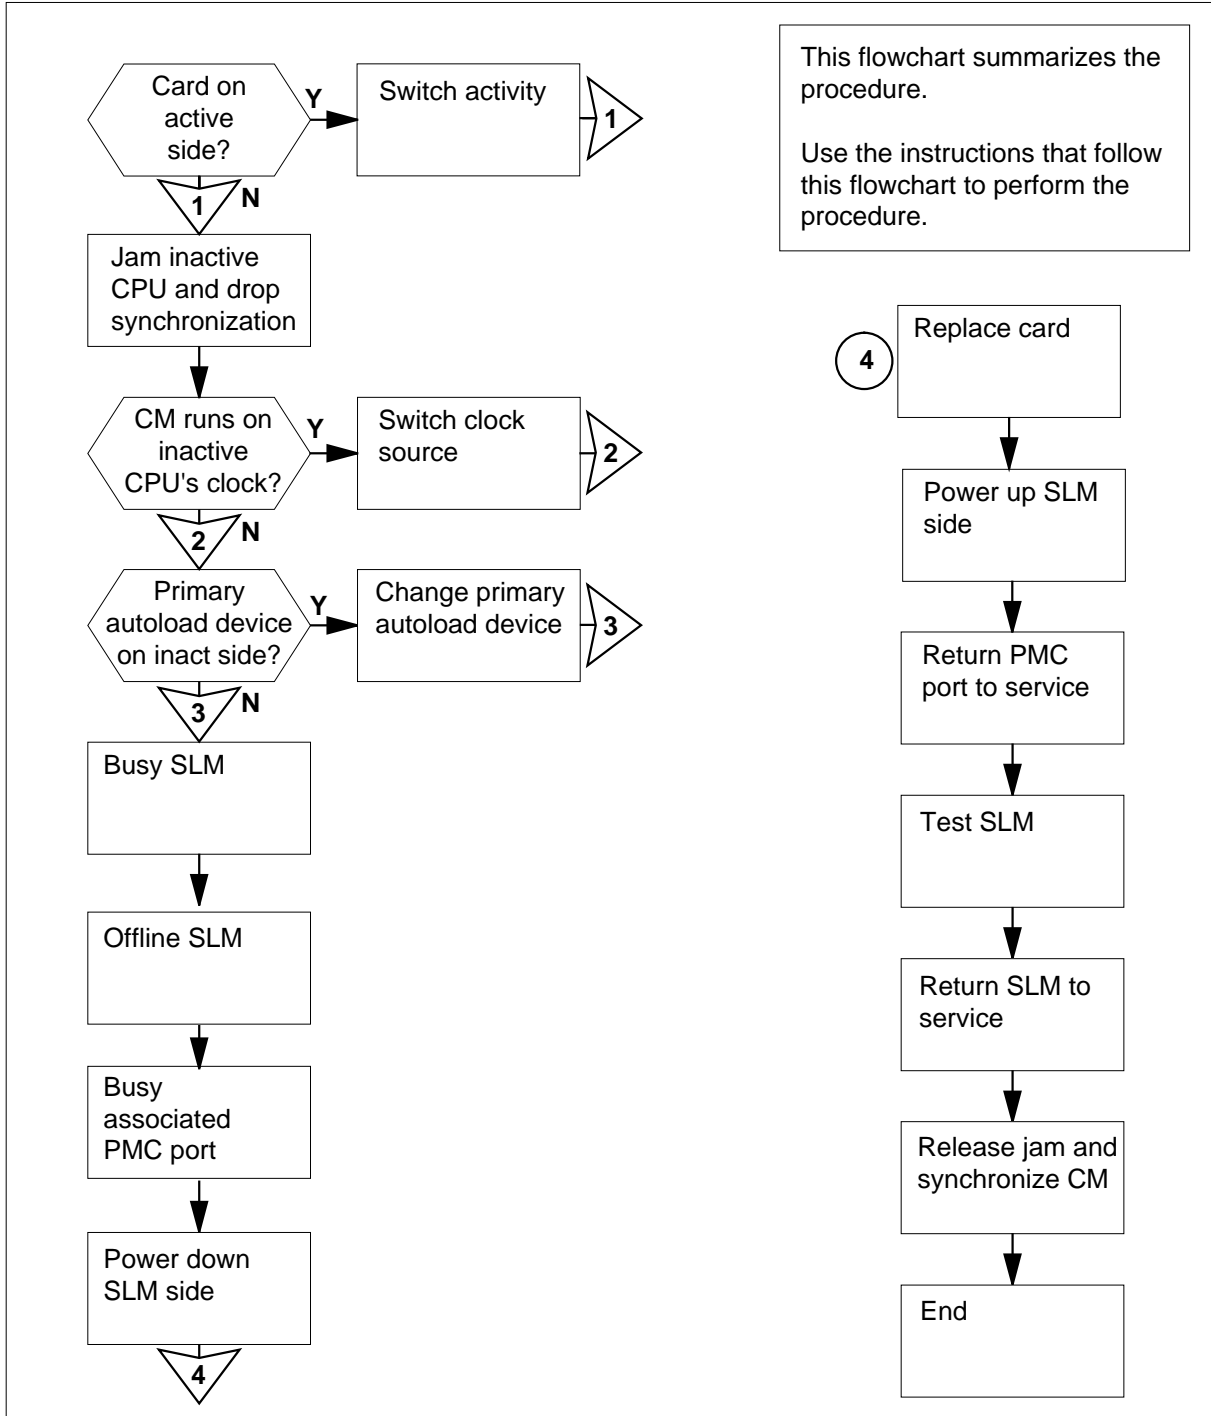 Card on
active
side?
Y
Switch activity
1
1
N
Jam inactive
CPU and drop
synchronization
CM runs on
inactive
CPU's clock?
Y
Switch clock
source
2
2
N
Primary
autoload device
on inact side?
Y
Change primary
autoload device
3
3
N
Busy SLM
Offline SLM
Busy
associated
PMC port
Power down
SLM side
4
This flowchart summarizes the
procedure.
Use the instructions that follow
this flowchart to perform the
procedure.
4
Replace card
Power up SLM
side
Return PMC
port to service
Test SLM
Return SLM to
service
Release jam and
synchronize CM
End